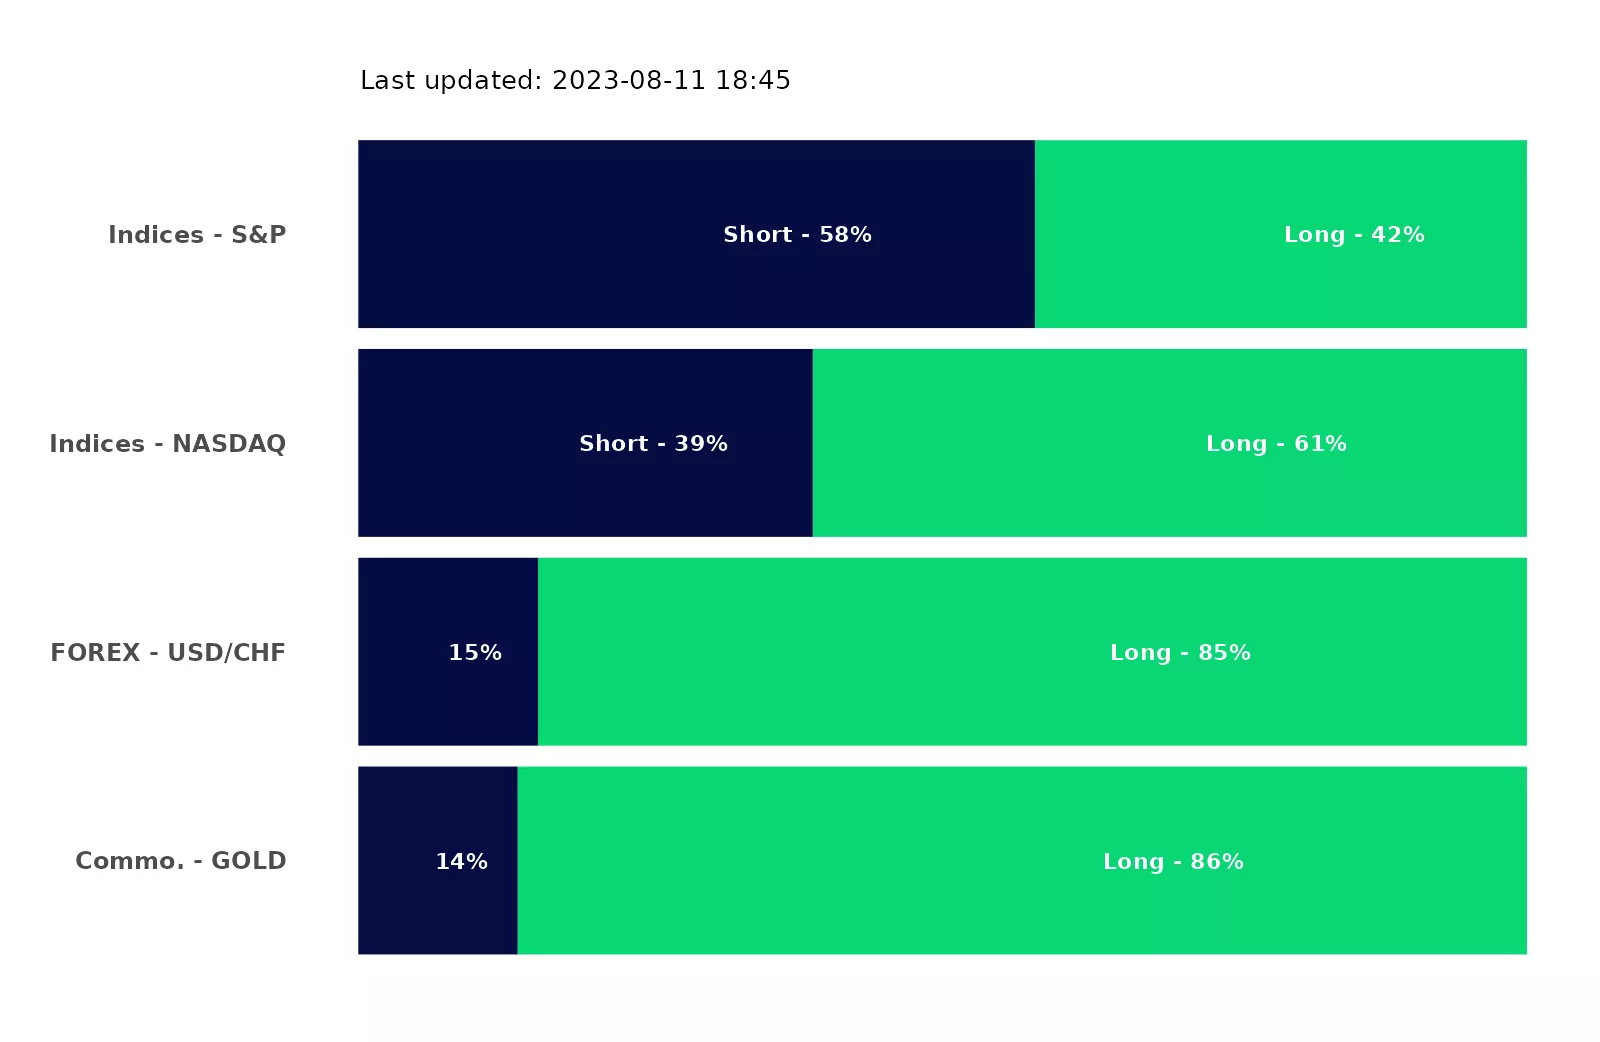 Last updated: 2023-08-11 18:45
Indices - S&P Short - 58% Long - 42%
Indices - NASDAQ Short - 39% Long - 61%
FOREX - USD/CHF 15% Long - 85%
Commo. - GOLD 14% Long - 86%